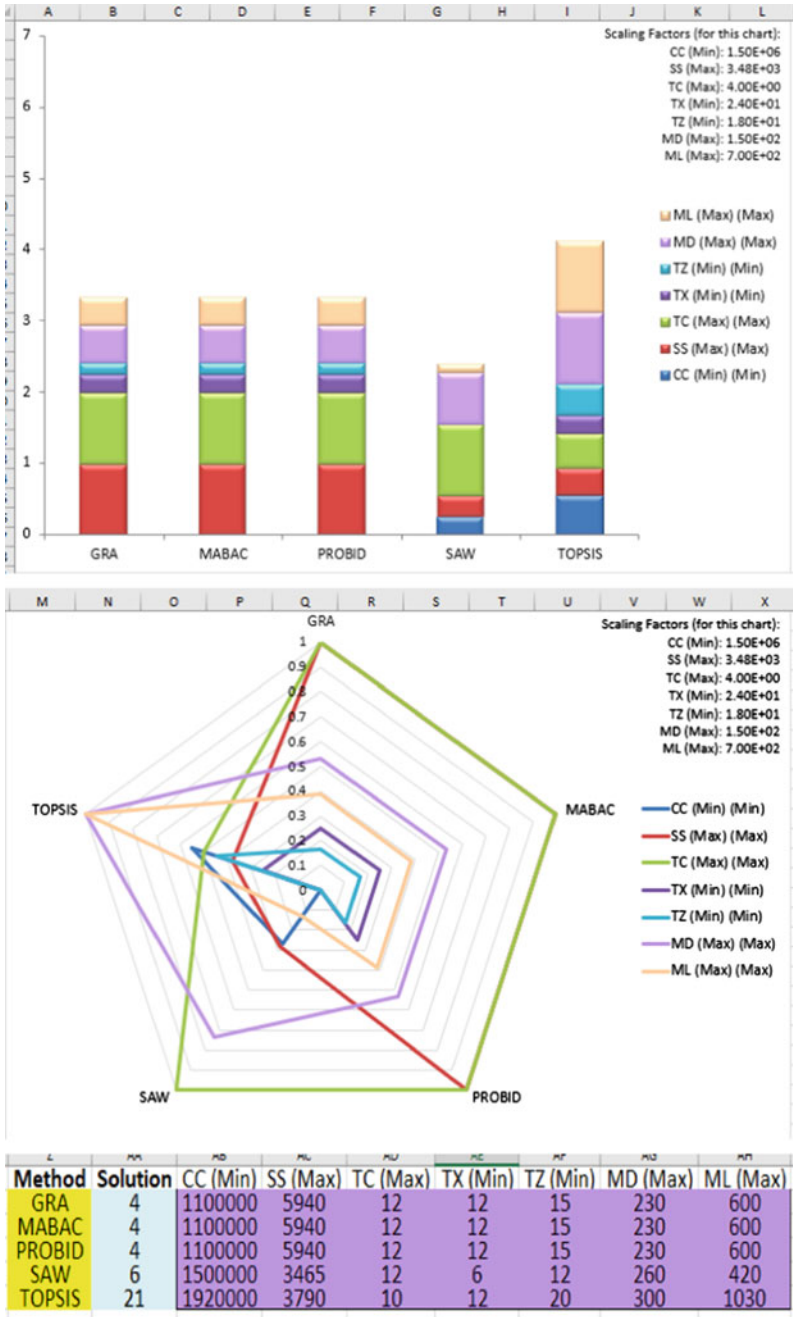 A B C D E F G H I J K L
Scaling Factors (for this chart):
CC (Min): 1.50E+06
SS (Max): 3.48E+03
TC (Max): 4.00E+00
TX (Min): 2.40E+01
TZ (Min): 1.80E+01
MD (Max): 1.50E+02
ML (Max): 7.00E+02
7
6
5
4
3
2
1
0
ML (Max) (Max)
MD (Max) (Max)
TZ (Min) (Min)
TX (Min) (Min)
TC (Max) (Max)
SS (Max) (Max)
CC (Min) (Min)
GRA MABAC PROBID SAW TOPSIS
M N O P Q R S T U V W X
Scaling Factors (for this chart):
CC (Min): 1.50E+06
SS (Max): 3.48E+03
TC (Max): 4.00E+00
TX (Min): 2.40E+01
TZ (Min): 1.80E+01
MD (Max): 1.50E+02
ML (Max): 7.00E+02
GRA
1
0.9
0.8
0.7
0.6
0.5
0.4
0.3
0.2
0.1
0
TOPSIS
MABAC
SAW
PROBID
CC (Min) (Min)
SS (Max) (Max)
TC (Max) (Max)
TX (Min) (Min)
TZ (Min) (Min)
MD (Max) (Max)
ML (Max) (Max)
Method Solution CC (Min) SS (Max) TC (Max) TX (Min) TZ (Min) MD (Max) ML (Max)
GRA 4 1100000 5940 12 12 15 230 600
MABAC 4 1100000 5940 12 12 15 230 600
PROBID 4 1100000 5940 12 12 15 230 600
SAW 6 1500000 3465 12 6 12 260 420
TOPSIS 21 1920000 3790 10 12 20 300 1030